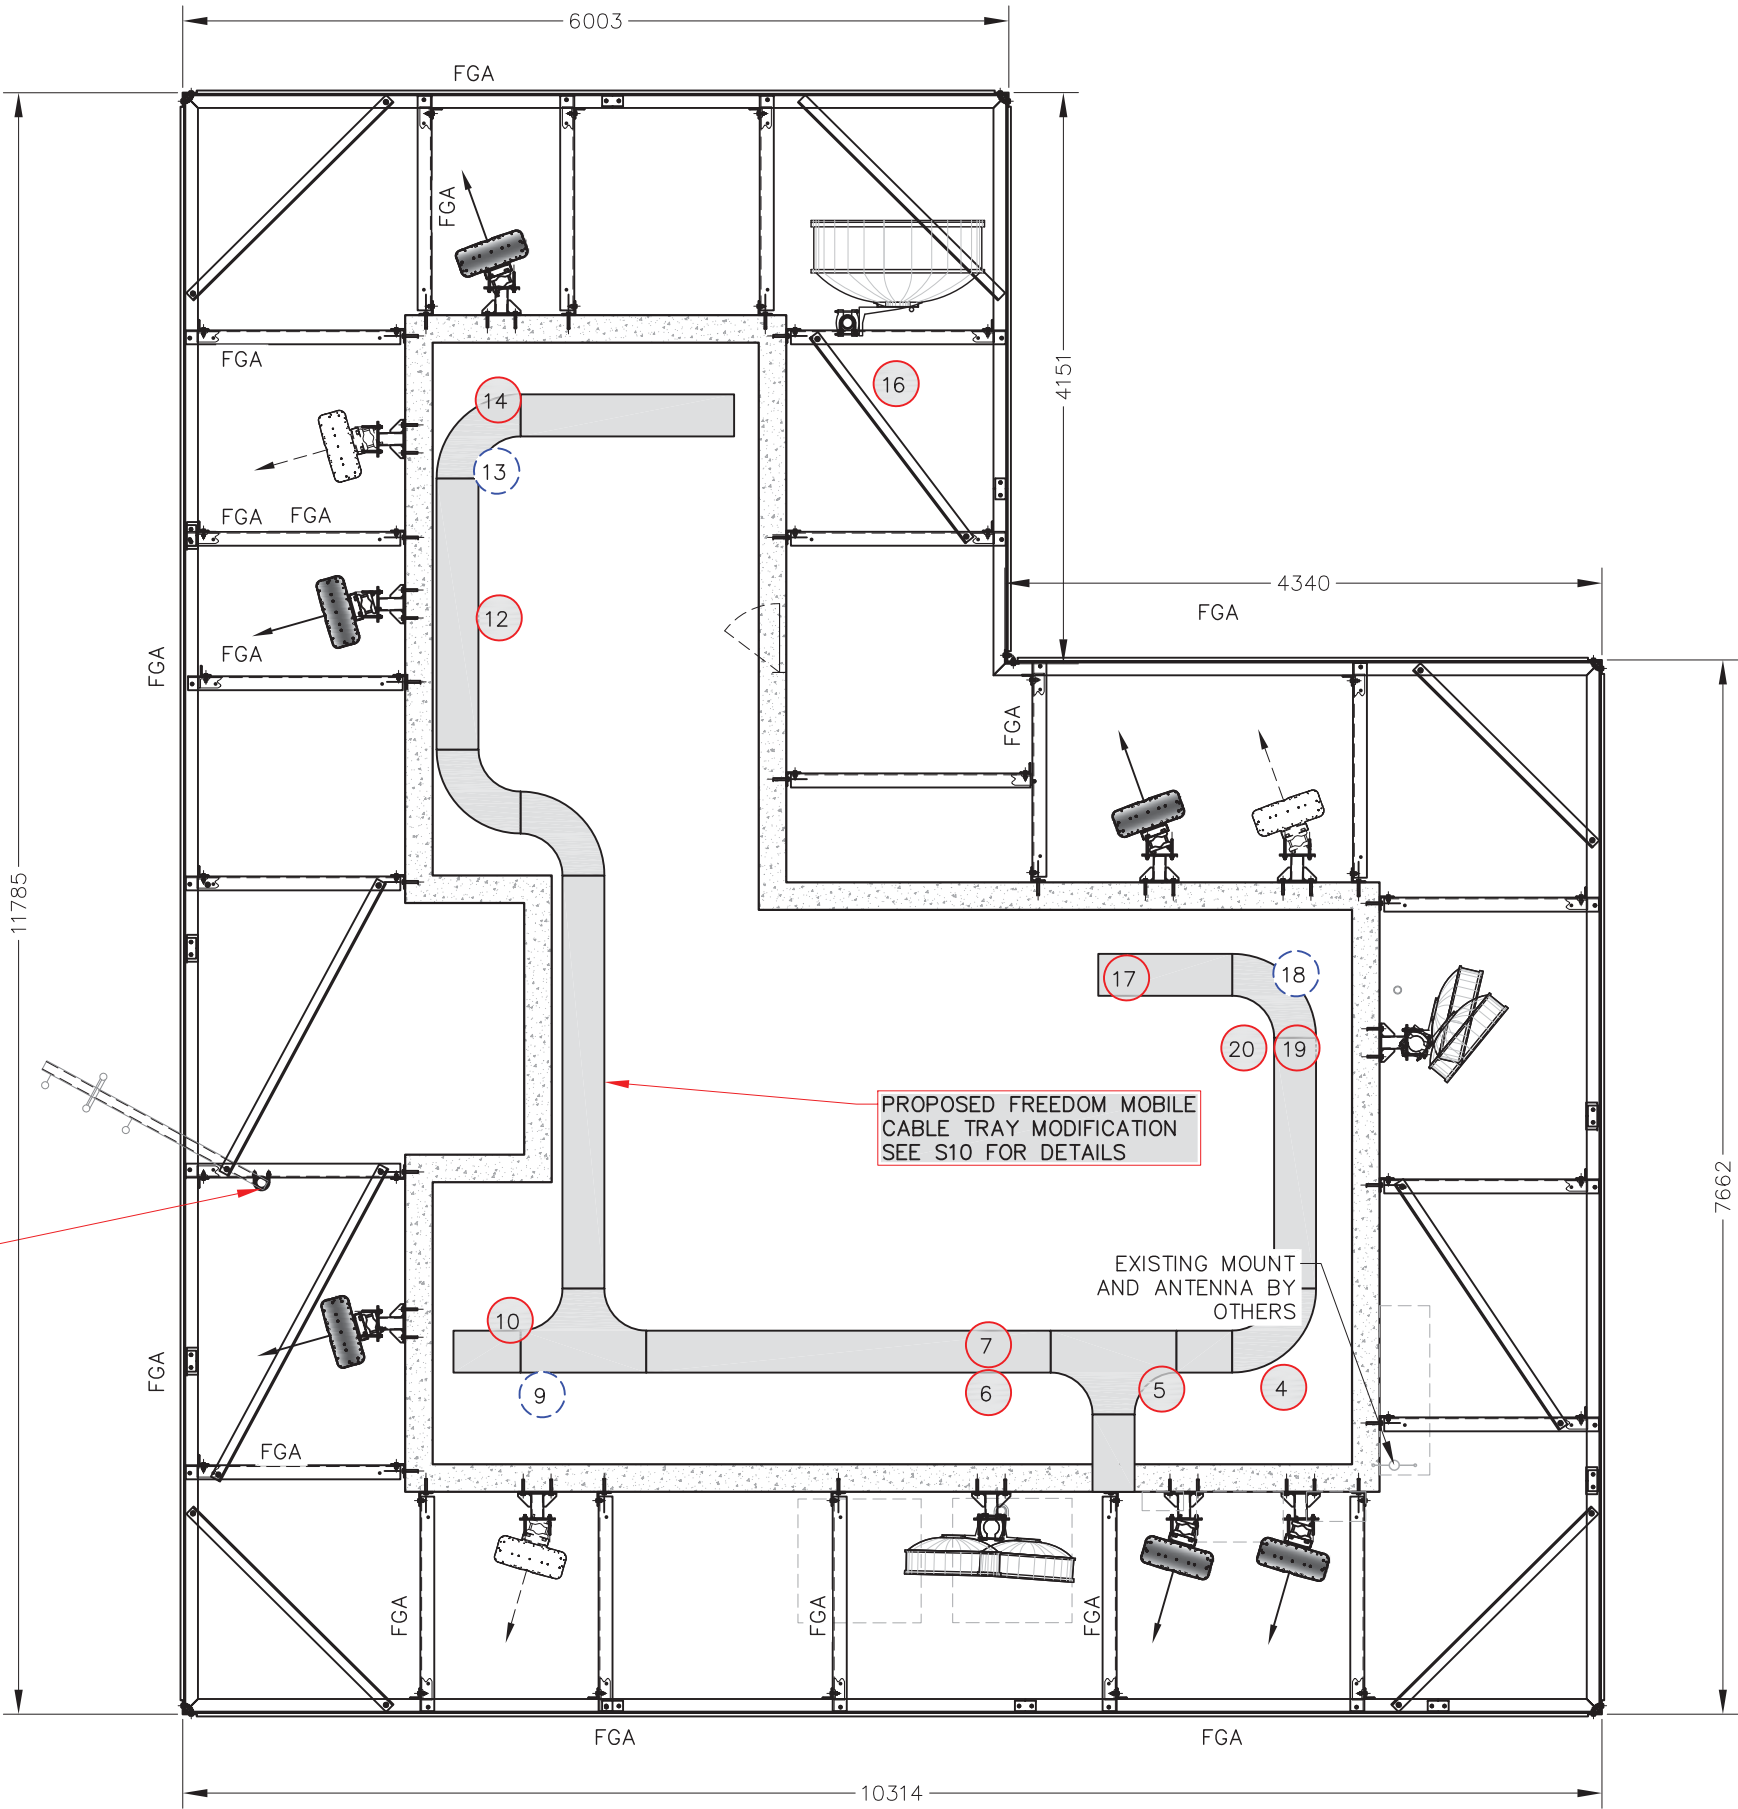 6003
FGA
FGA
4151
FGA
16
14
13
FGA
FGA
4340
FGA
12
FGA
FGA
FGA
11785
17
18
20
19
PROPOSED FREEDOM MOBILE
CABLE TRAY MODIFICATION
SEE S10 FOR DETAILS
7662
EXISTING MOUNT
AND ANTENNA BY
OTHERS
10
7
9
6
5
4
FGA
FGA
FGA
FGA
FGA
FGA
FGA
10314